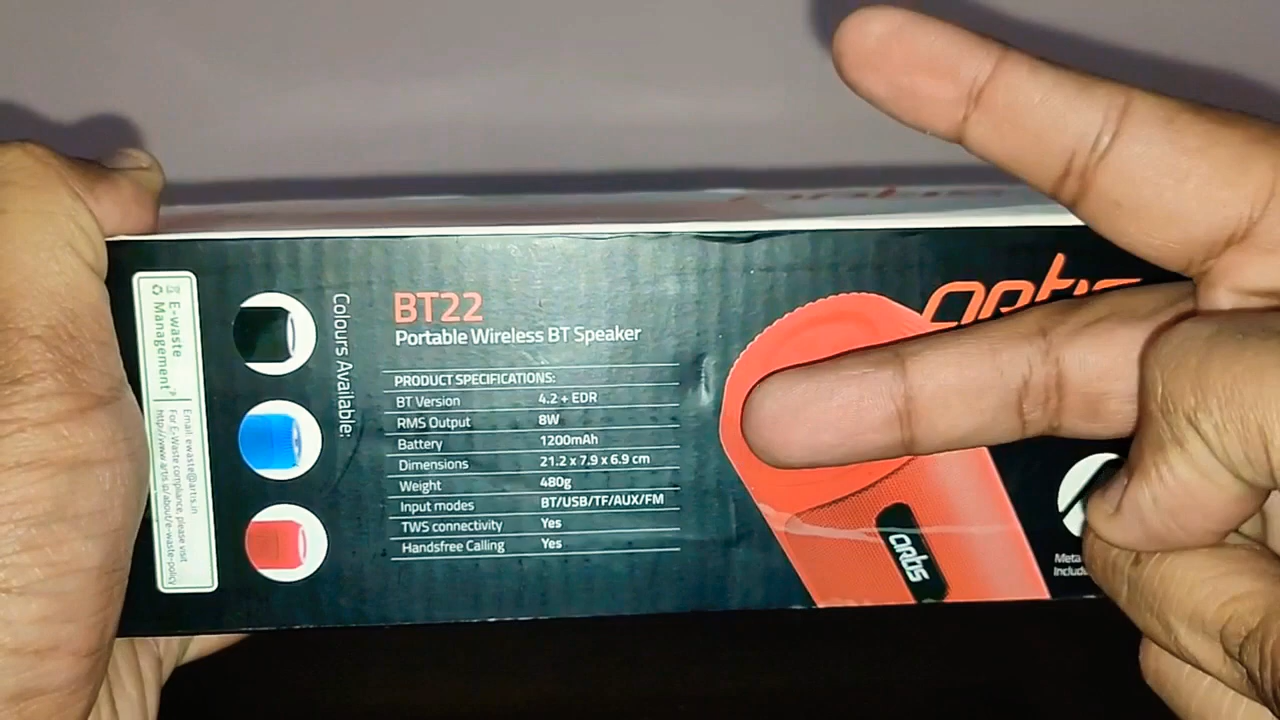 artis
BT22
Portable Wireless BT Speaker
PRODUCT SPECIFICATIONS:
BT Version 4.2 + EDR
RMS Output 8W
Battery 1200mAh
Dimensions 21.2 x 7.9 x 6.9 cm
Weight 480g
Input modes BT/USB/TF/AUX/FM
TWS connectivity Yes
Handsfree Calling Yes
Colours Available:
E-waste
Management
Email: ewaste@artis.in
For E-Waste compliance, please visit
http://www.artis.in/about/e-waste-policy
artis